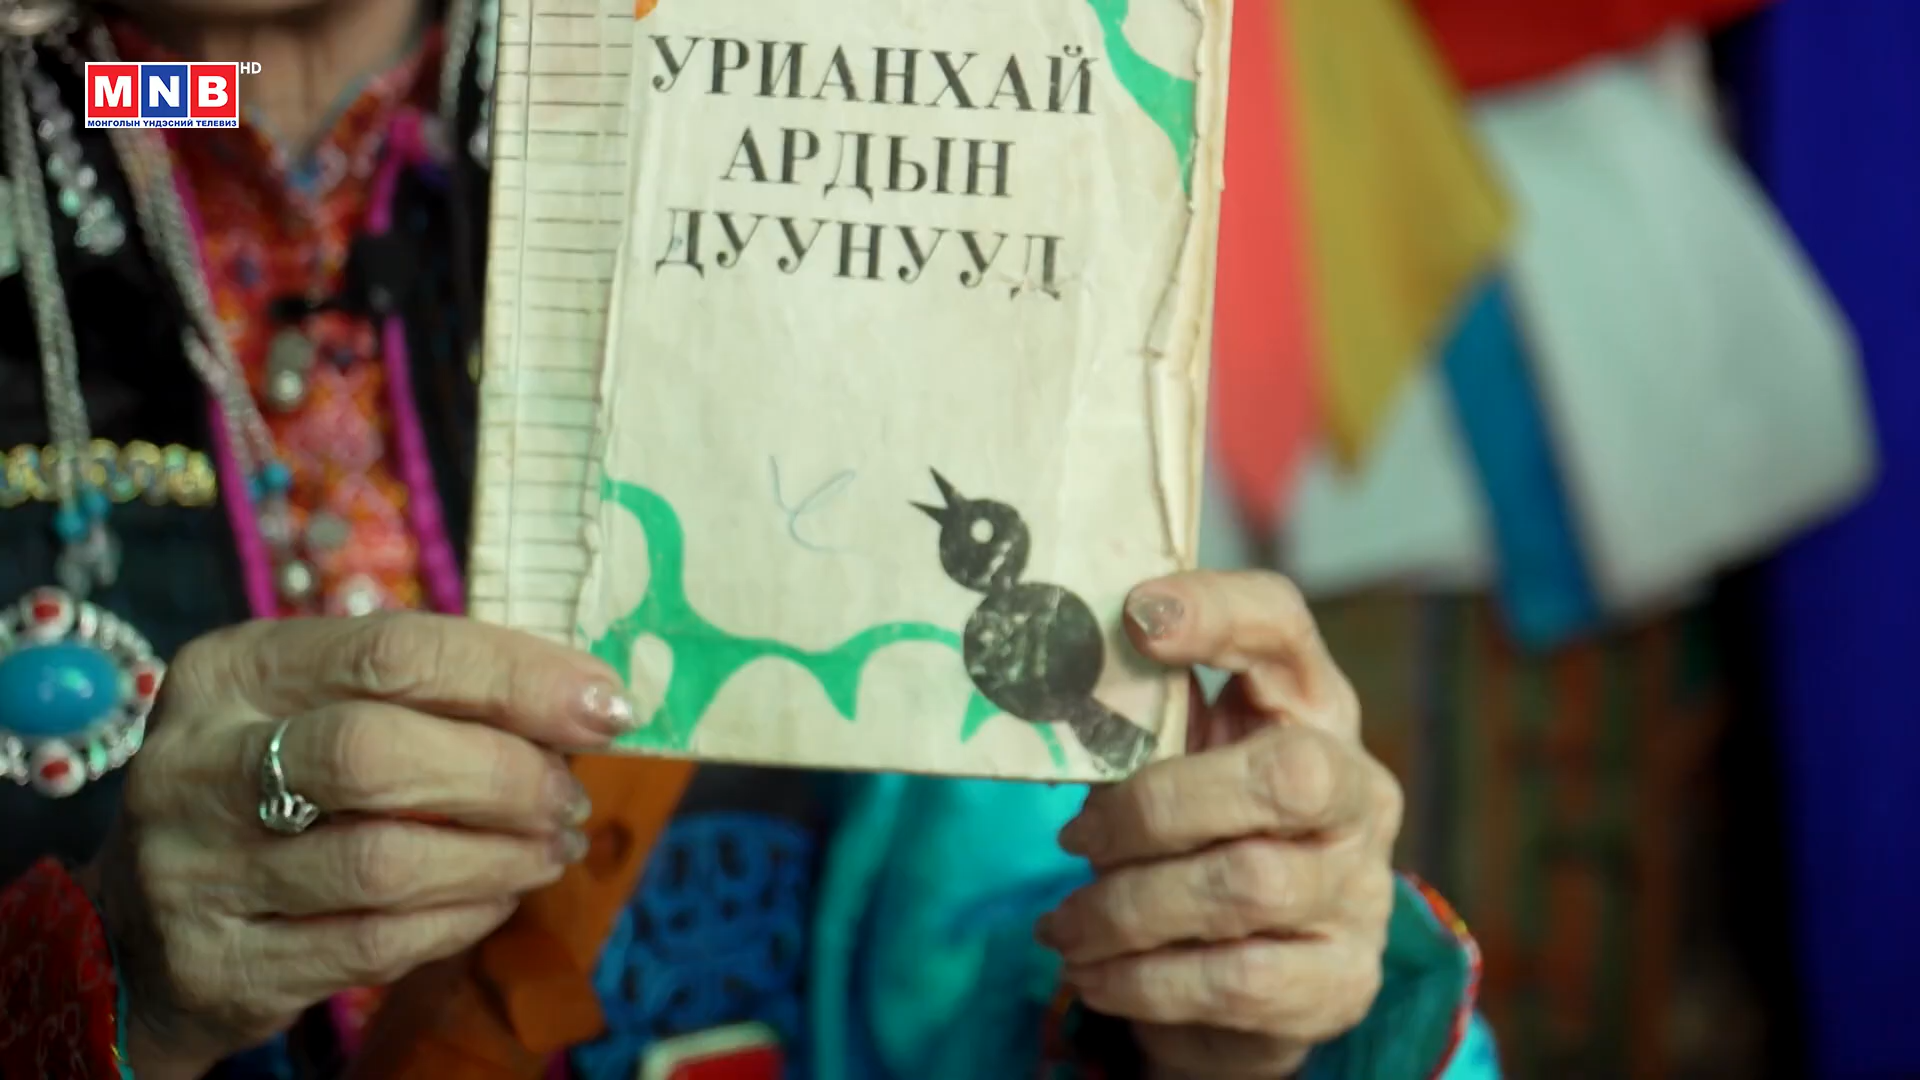 MNB HD
МОНГОЛЫН ҮНДЭСНИЙ ТЕЛЕВИЗ
УРИАНХАЙ
АРДЫН
ДУУНУУД